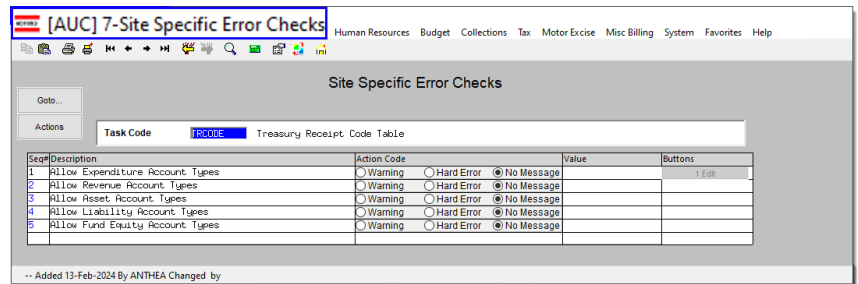 [AUC] 7-Site Specific Error Checks
Human Resources Budget Collections Tax Motor Excise Misc Billing System Favorites Help
Site Specific Error Checks
Goto...
Actions
Task Code TRCODE Treasury Receipt Code Table
Seq# Description Action Code Value Buttons
1 Allow Expenditure Account Types Warning Hard Error No Message 1 Edit
2 Allow Revenue Account Types Warning Hard Error No Message
3 Allow Asset Account Types Warning Hard Error No Message
4 Allow Liability Account Types Warning Hard Error No Message
5 Allow Fund Equity Account Types Warning Hard Error No Message
-- Added 13-Feb-2024 By ANTHEA Changed by